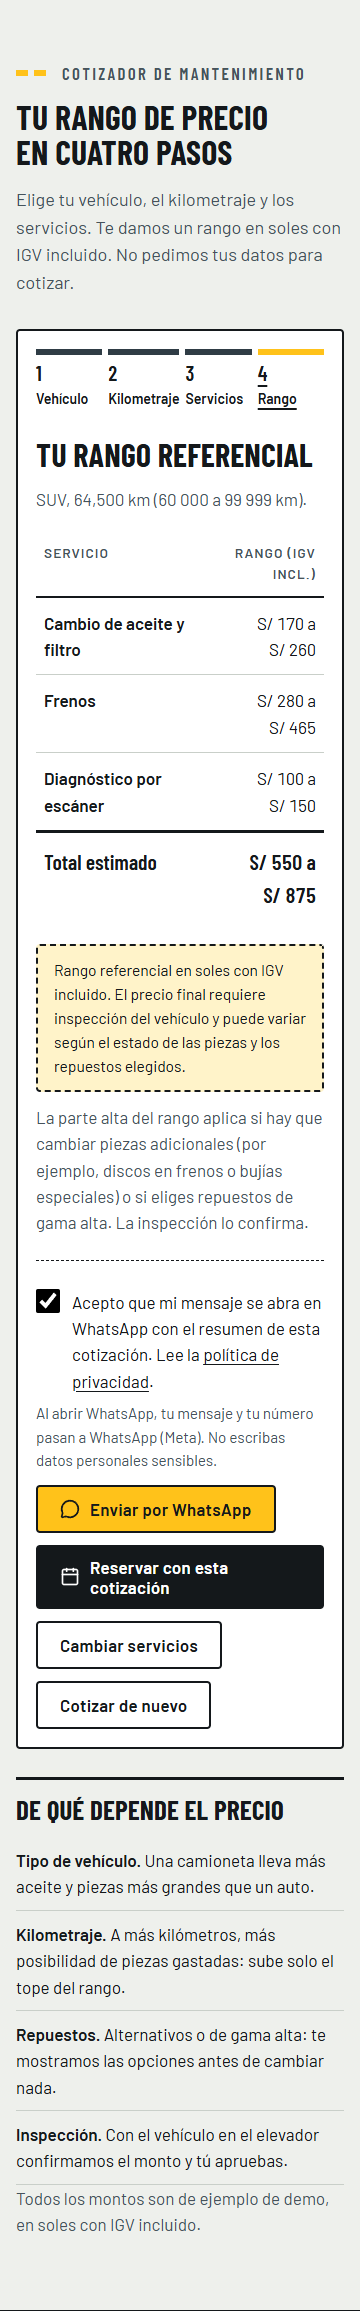 COTIZADOR DE MANTENIMIENTO
TU RANGO DE PRECIO
EN CUATRO PASOS
Elige tu vehículo, el kilometraje y los
servicios. Te damos un rango en soles con
IGV incluido. No pedimos tus datos para
cotizar.
1 2 3 4
Vehículo Kilometraje Servicios Rango
TU RANGO REFERENCIAL
SUV, 64,500 km (60 000 a 99 999 km).
SERVICIO RANGO (IGV
INCL.)
Cambio de aceite y S/ 170 a
filtro S/ 260
Frenos S/ 280 a
S/ 465
Diagnóstico por S/ 100 a
escáner S/ 150
Total estimado S/ 550 a
S/ 875
Rango referencial en soles con IGV
incluido. El precio final requiere
inspección del vehículo y puede variar
según el estado de las piezas y los
repuestos elegidos.
La parte alta del rango aplica si hay que
cambiar piezas adicionales (por
ejemplo, discos en frenos o bujías
especiales) o si eliges repuestos de
gama alta. La inspección lo confirma.
Acepto que mi mensaje se abra en
WhatsApp con el resumen de esta
cotización. Lee la política de
privacidad.
Al abrir WhatsApp, tu mensaje y tu número
pasan a WhatsApp (Meta). No escribas
datos personales sensibles.
Enviar por WhatsApp
Reservar con esta
cotización
Cambiar servicios
Cotizar de nuevo
DE QUÉ DEPENDE EL PRECIO
Tipo de vehículo. Una camioneta lleva más
aceite y piezas más grandes que un auto.
Kilometraje. A más kilómetros, más
posibilidad de piezas gastadas: sube solo el
tope del rango.
Repuestos. Alternativos o de gama alta: te
mostramos las opciones antes de cambiar
nada.
Inspección. Con el vehículo en el elevador
confirmamos el monto y tú apruebas.
Todos los montos son de ejemplo de demo,
en soles con IGV incluido.